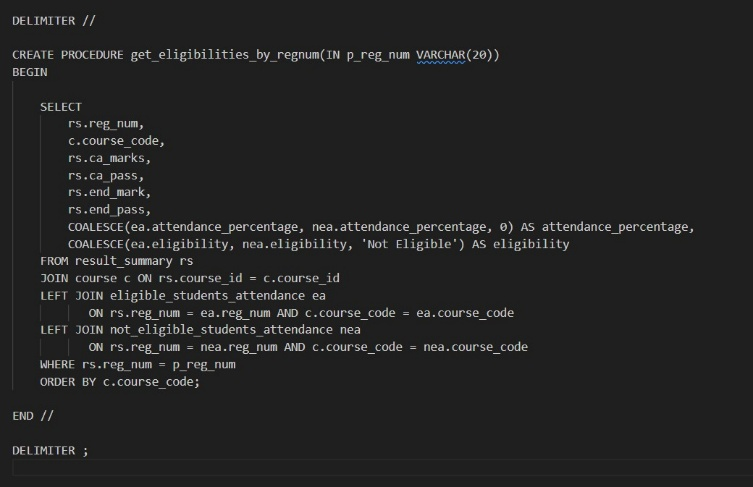 DELIMITER //
CREATE PROCEDURE get_eligibilities_by_regnum(IN p_reg_num VARCHAR(20))
BEGIN
SELECT
rs.reg_num,
c.course_code,
rs.ca_marks,
rs.ca_pass,
rs.end_mark,
rs.end_pass,
COALESCE(ea.attendance_percentage, nea.attendance_percentage, 0) AS attendance_percentage,
COALESCE(ea.eligibility, nea.eligibility, 'Not Eligible') AS eligibility
FROM result_summary rs
JOIN course c ON rs.course_id = c.course_id
LEFT JOIN eligible_students_attendance ea
ON rs.reg_num = ea.reg_num AND c.course_code = ea.course_code
LEFT JOIN not_eligible_students_attendance nea
ON rs.reg_num = nea.reg_num AND c.course_code = nea.course_code
WHERE rs.reg_num = p_reg_num
ORDER BY c.course_code;
END //
DELIMITER ;